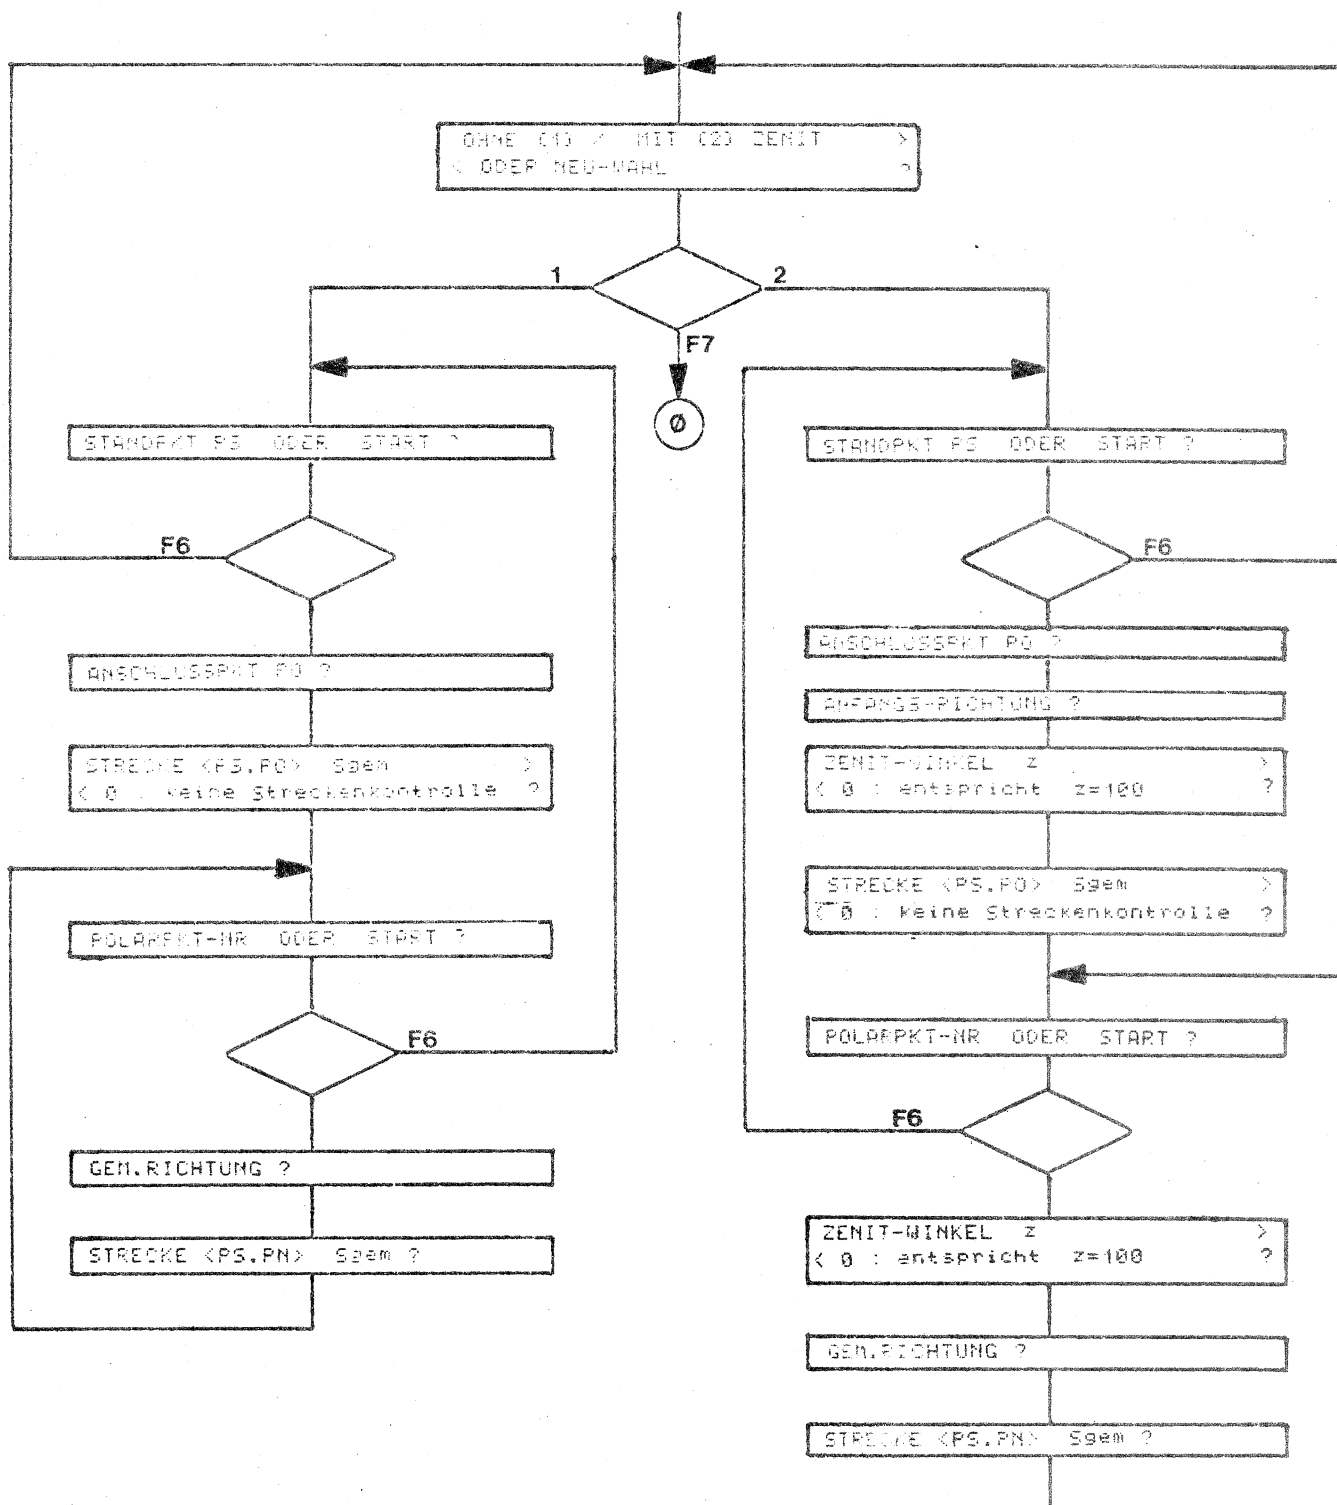 OHNE (1) / MIT (2) ZENIT >
< ODER NEU-WAHL ?
1
2
F7
Ø
STANDPKT PS ODER START ?
F6
ANSCHLUSSPKT PO ?
STRECKE <PS.PO> Sgem >
< 0 : keine Streckenkontrolle ?
POLARPKT-NR ODER START ?
F6
GEM.RICHTUNG ?
STRECKE <PS.PN> Sgem ?
STANDPKT PS ODER START ?
F6
ANSCHLUSSPKT PO ?
ANFANGS-RICHTUNG ?
ZENIT-WINKEL z >
< 0 : entspricht z=100 ?
STRECKE <PS.PO> Sgem >
< 0 : keine Streckenkontrolle ?
POLARPKT-NR ODER START ?
F6
ZENIT-WINKEL z >
< 0 : entspricht z=100 ?
GEM.RICHTUNG ?
STRECKE <PS.PN> Sgem ?